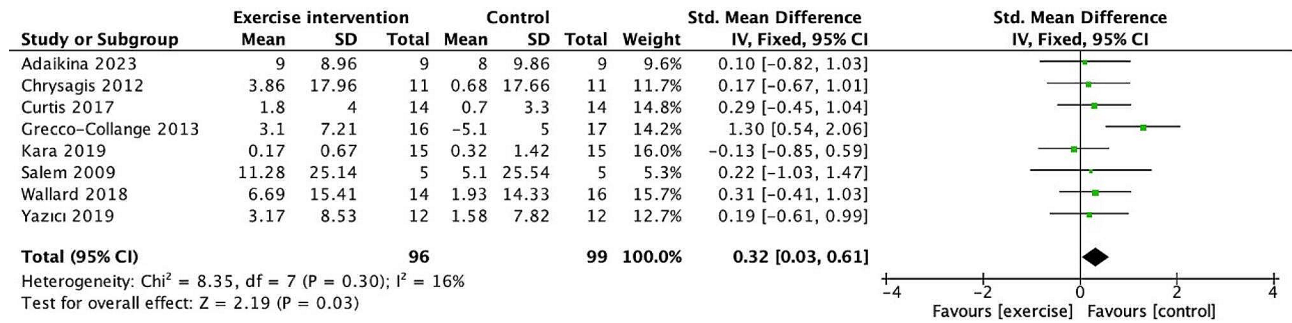 Exercise intervention Control Std. Mean Difference Std. Mean Difference
Study or Subgroup Mean SD Total Mean SD Total Weight IV, Fixed, 95% CI IV, Fixed, 95% CI
Adaikina 2023 9 8.96 9 8 9.86 9 9.6% 0.10 [-0.82, 1.03]
Chrysagis 2012 3.86 17.96 11 0.68 17.66 11 11.7% 0.17 [-0.67, 1.01]
Curtis 2017 1.8 4 14 0.7 3.3 14 14.8% 0.29 [-0.45, 1.04]
Grecco-Collange 2013 3.1 7.21 16 -5.1 5 17 14.2% 1.30 [0.54, 2.06]
Kara 2019 0.17 0.67 15 0.32 1.42 15 16.0% -0.13 [-0.85, 0.59]
Salem 2009 11.28 25.14 5 5.1 25.54 5 5.3% 0.22 [-1.03, 1.47]
Wallard 2018 6.69 15.41 14 1.93 14.33 16 15.7% 0.31 [-0.41, 1.03]
Yazıcı 2019 3.17 8.53 12 1.58 7.82 12 12.7% 0.19 [-0.61, 0.99]
Total (95% CI) 96 99 100.0% 0.32 [0.03, 0.61]
Heterogeneity: Chi² = 8.35, df = 7 (P = 0.30); I² = 16%
Test for overall effect: Z = 2.19 (P = 0.03)
-4 -2 0 2 4
Favours [exercise] Favours [control]